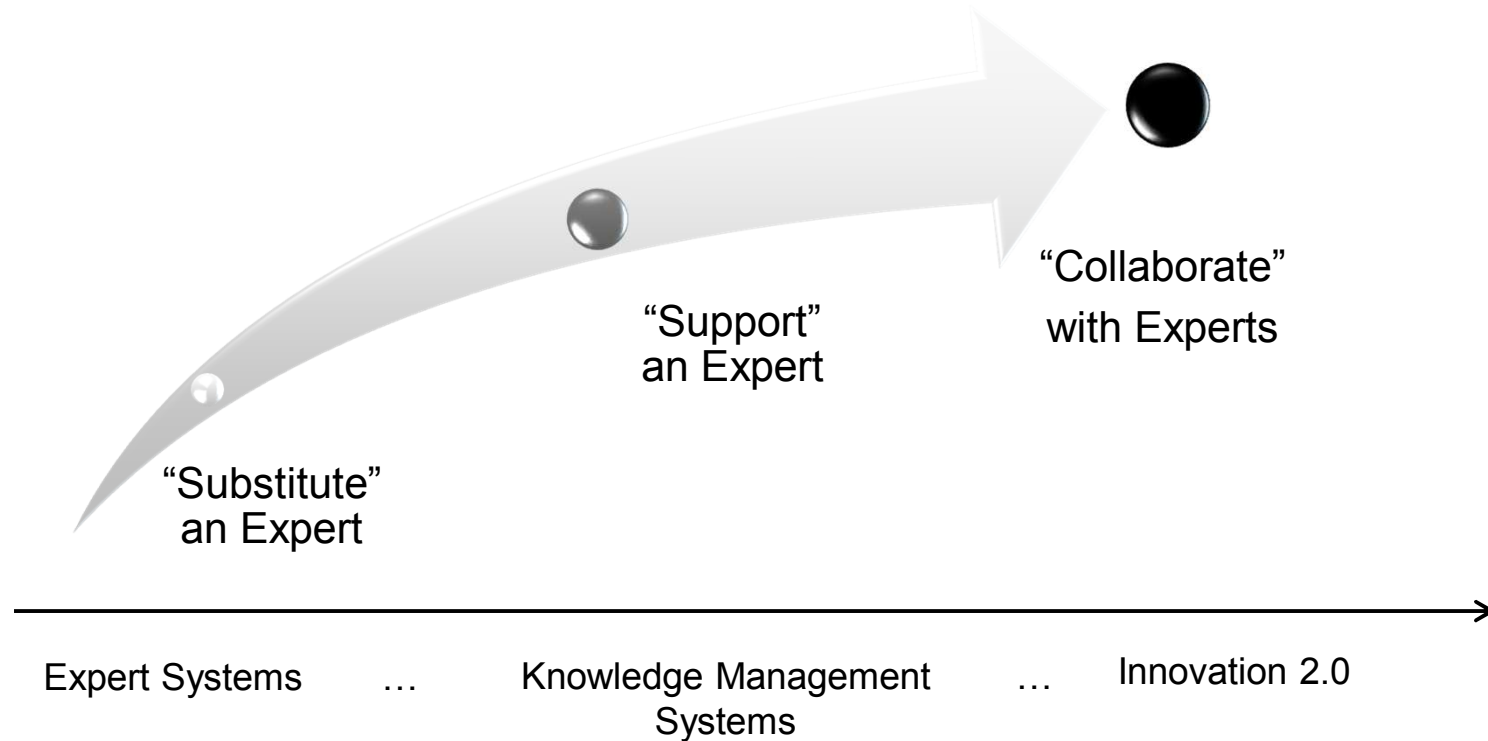 “Collaborate”
with Experts
“Support”
an Expert
“Substitute”
an Expert
Expert Systems … Knowledge Management … Innovation 2.0
Systems